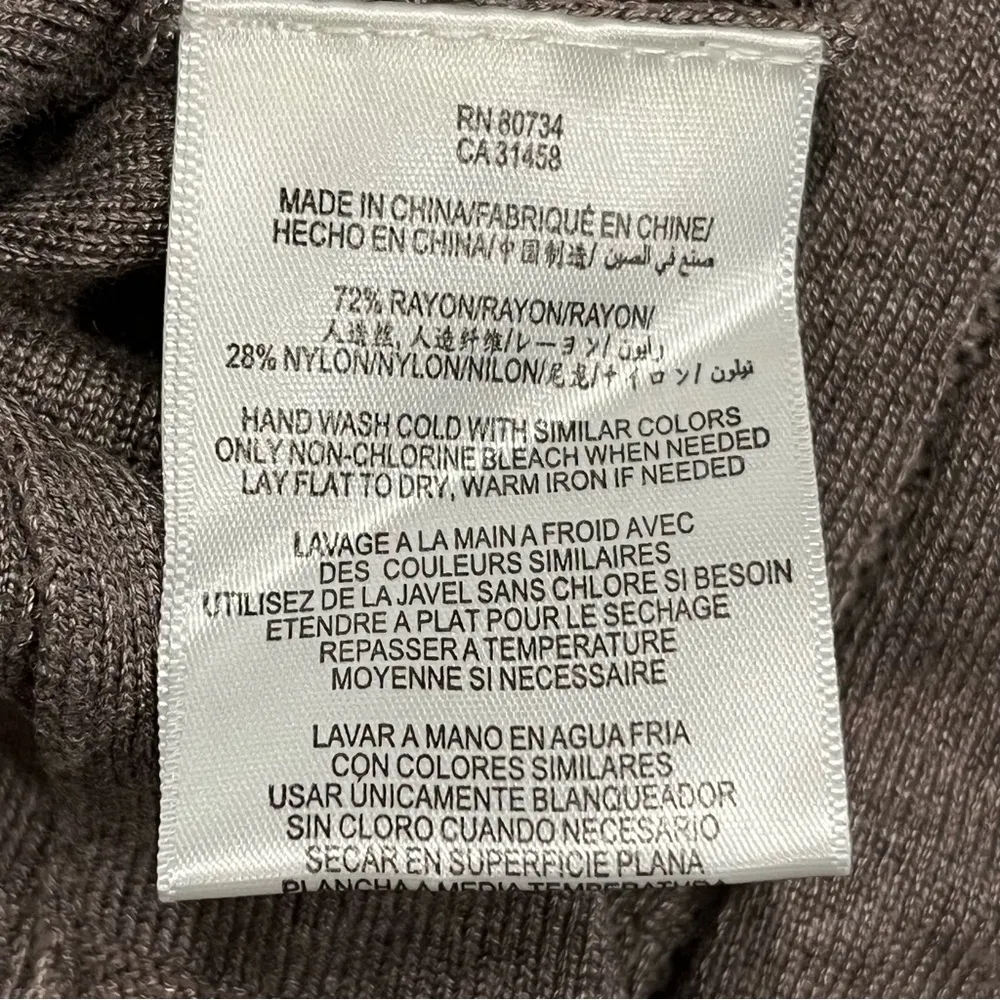 RN 80734
CA 31458
MADE IN CHINA/FABRIQUÉ EN CHINE/
HECHO EN CHINA/中国制造/ صنع في الصين
72% RAYON/RAYON/RAYON/
人造丝, 人造纤维/レーヨン/ رايون/
28% NYLON/NYLON/NILON/尼龙/ナイロン/ نيلون
HAND WASH COLD WITH SIMILAR COLORS
ONLY NON-CHLORINE BLEACH WHEN NEEDED
LAY FLAT TO DRY, WARM IRON IF NEEDED
LAVAGE A LA MAIN A FROID AVEC
DES COULEURS SIMILAIRES
UTILISEZ DE LA JAVEL SANS CHLORE SI BESOIN
ETENDRE A PLAT POUR LE SECHAGE
REPASSER A TEMPERATURE
MOYENNE SI NECESSAIRE
LAVAR A MANO EN AGUA FRIA
CON COLORES SIMILARES
USAR ÚNICAMENTE BLANQUEADOR
SIN CLORO CUANDO NECESARIO
SECAR EN SUPERFICIE PLANA
PLANCHA A MEDIA TEMPERATURA